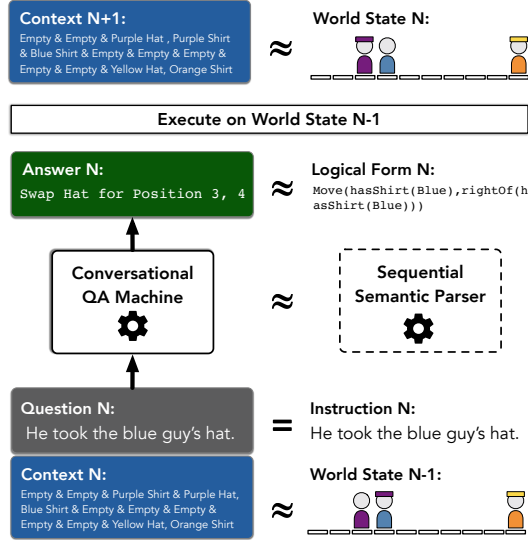 Context N+1:
Empty & Empty & Purple Hat , Purple Shirt
& Blue Shirt & Empty & Empty & Empty &
Empty & Empty & Yellow Hat, Orange Shirt
≈
World State N:
Execute on World State N-1
Answer N:
Swap Hat for Position 3, 4
≈
Logical Form N:
Move(hasShirt(Blue),rightOf(h
asShirt(Blue)))
Conversational
QA Machine
≈
Sequential
Semantic Parser
Question N:
He took the blue guy's hat.
=
Instruction N:
He took the blue guy's hat.
Context N:
Empty & Empty & Purple Shirt & Purple Hat,
Blue Shirt & Empty & Empty & Empty &
Empty & Empty & Yellow Hat, Orange Shirt
≈
World State N-1: